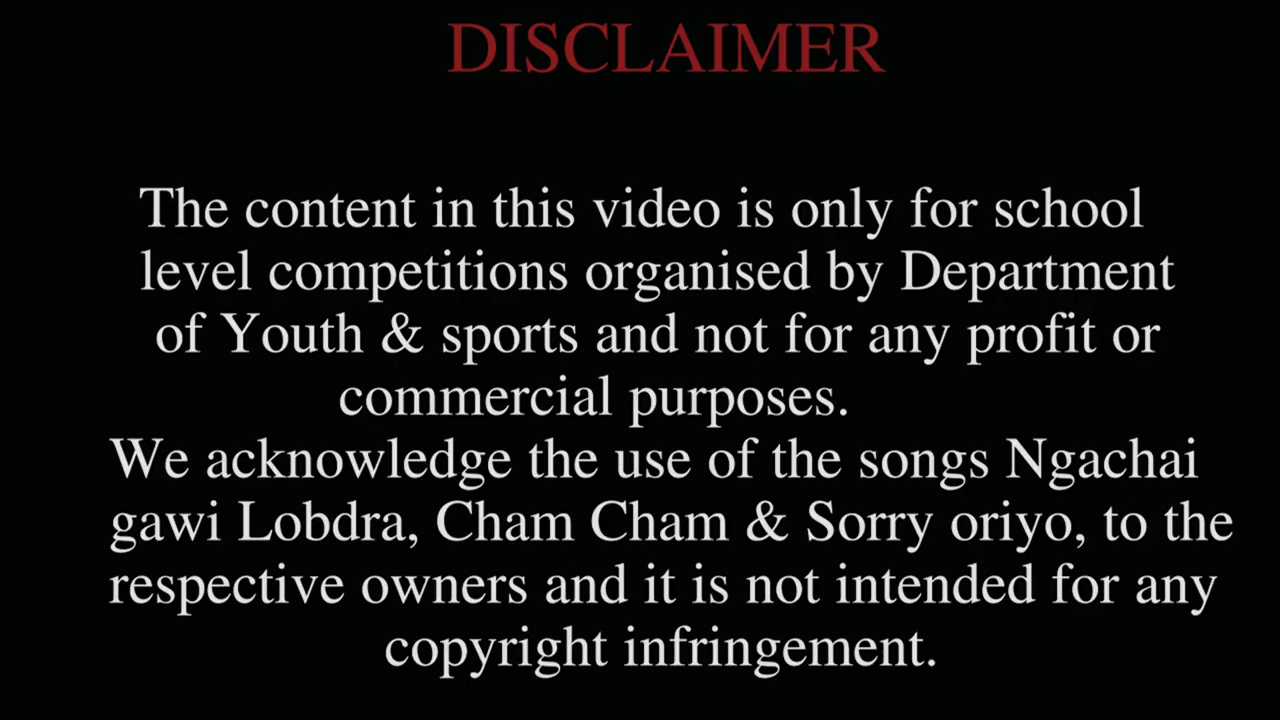 DISCLAIMER
The content in this video is only for school
level competitions organised by Department
of Youth & sports and not for any profit or
commercial purposes.
We acknowledge the use of the songs Ngachai
gawi Lobdra, Cham Cham & Sorry oriyo, to the
respective owners and it is not intended for any
copyright infringement.